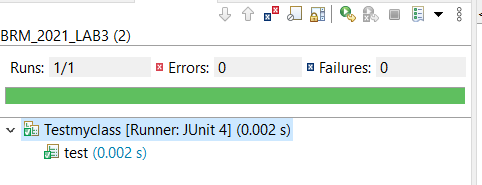 BRM_2021_LAB3 (2)
Runs: 1/1 Errors: 0 Failures: 0
Testmyclass [Runner: JUnit 4] (0.002 s)
test (0.002 s)